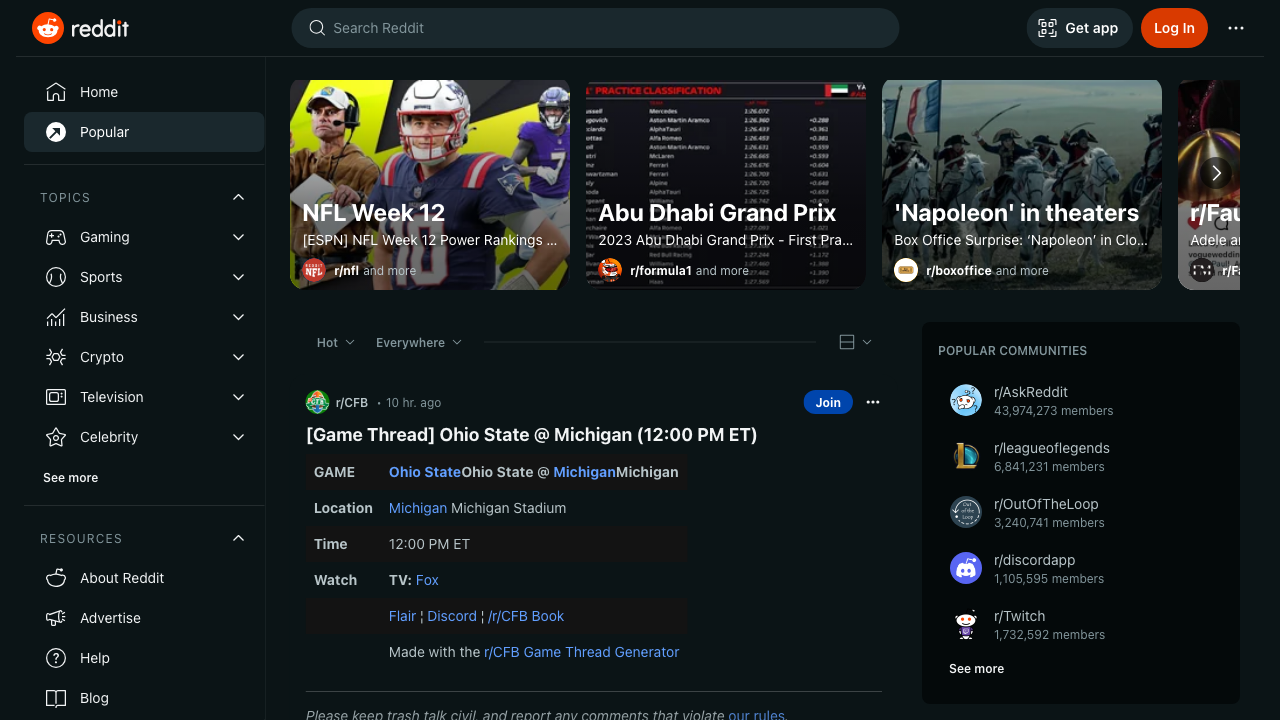 reddit
Search Reddit
Get app
Log In
Home
Popular
TOPICS
Gaming
Sports
Business
Crypto
Television
Celebrity
See more
RESOURCES
About Reddit
Advertise
Help
Blog
NFL Week 12
[ESPN] NFL Week 12 Power Rankings ...
r/nfl and more
PRACTICE CLASSIFICATION
Abu Dhabi Grand Prix
2023 Abu Dhabi Grand Prix - First Pra...
r/formula1 and more
'Napoleon' in theaters
Box Office Surprise: ‘Napoleon’ in Clo...
r/boxoffice and more
r/Fau
Adele a
r/Fa
Hot
Everywhere
r/CFB • 10 hr. ago
Join
[Game Thread] Ohio State @ Michigan (12:00 PM ET)
GAME Ohio StateOhio State @ MichiganMichigan
Location Michigan Michigan Stadium
Time 12:00 PM ET
Watch TV: Fox
Flair ¦ Discord ¦ /r/CFB Book
Made with the r/CFB Game Thread Generator
Please keep trash talk civil, and report any comments that violate our rules.
POPULAR COMMUNITIES
r/AskReddit
43,974,273 members
r/leagueoflegends
6,841,231 members
r/OutOfTheLoop
3,240,741 members
r/discordapp
1,105,595 members
r/Twitch
1,732,592 members
See more